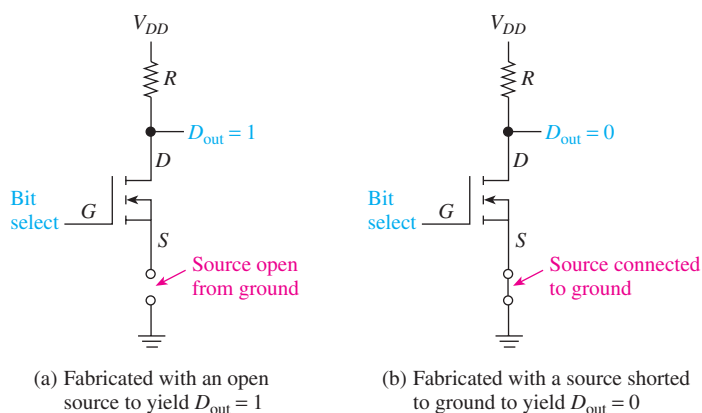 V_DD
R
D_out = 1
D
Bit
select
G
S
Source open
from ground
(a) Fabricated with an open
source to yield D_out = 1
V_DD
R
D_out = 0
D
Bit
select
G
S
Source connected
to ground
(b) Fabricated with a source shorted
to ground to yield D_out = 0